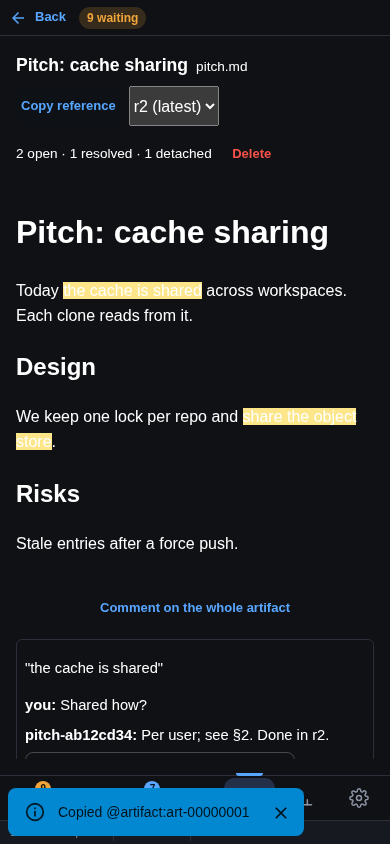 Back 9 waiting
Pitch: cache sharing pitch.md
Copy reference r2 (latest)
2 open · 1 resolved · 1 detached Delete
Pitch: cache sharing
Today the cache is shared across workspaces.
Each clone reads from it.
Design
We keep one lock per repo and share the object
store.
Risks
Stale entries after a force push.
Comment on the whole artifact
"the cache is shared"
you: Shared how?
pitch-ab12cd34: Per user; see §2. Done in r2.
Copied @artifact:art-00000001